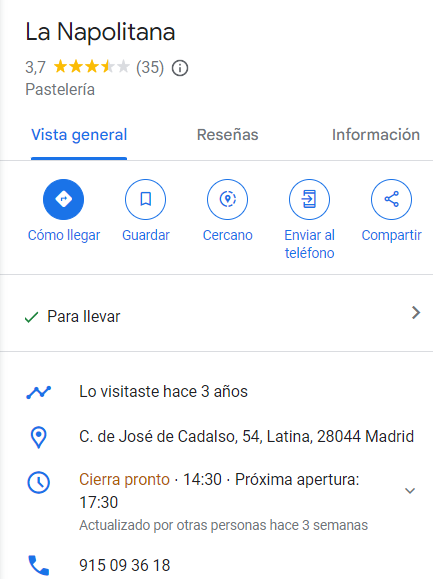 La Napolitana
3,7 (35)
Pastelería
Vista general Reseñas Información
Cómo llegar Guardar Cercano Enviar al teléfono Compartir
Para llevar
Lo visitaste hace 3 años
C. de José de Cadalso, 54, Latina, 28044 Madrid
Cierra pronto · 14:30 · Próxima apertura:
17:30
Actualizado por otras personas hace 3 semanas
915 09 36 18